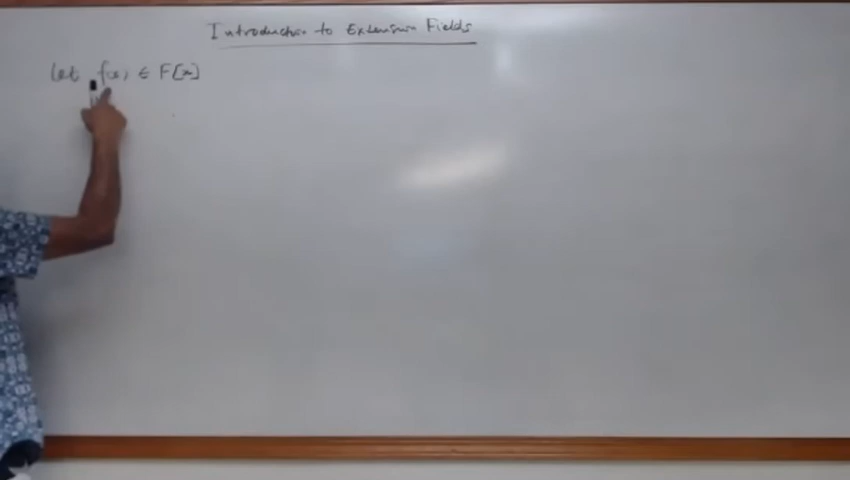 Introduction to Extension Fields
Let f(x) ∈ F[x]